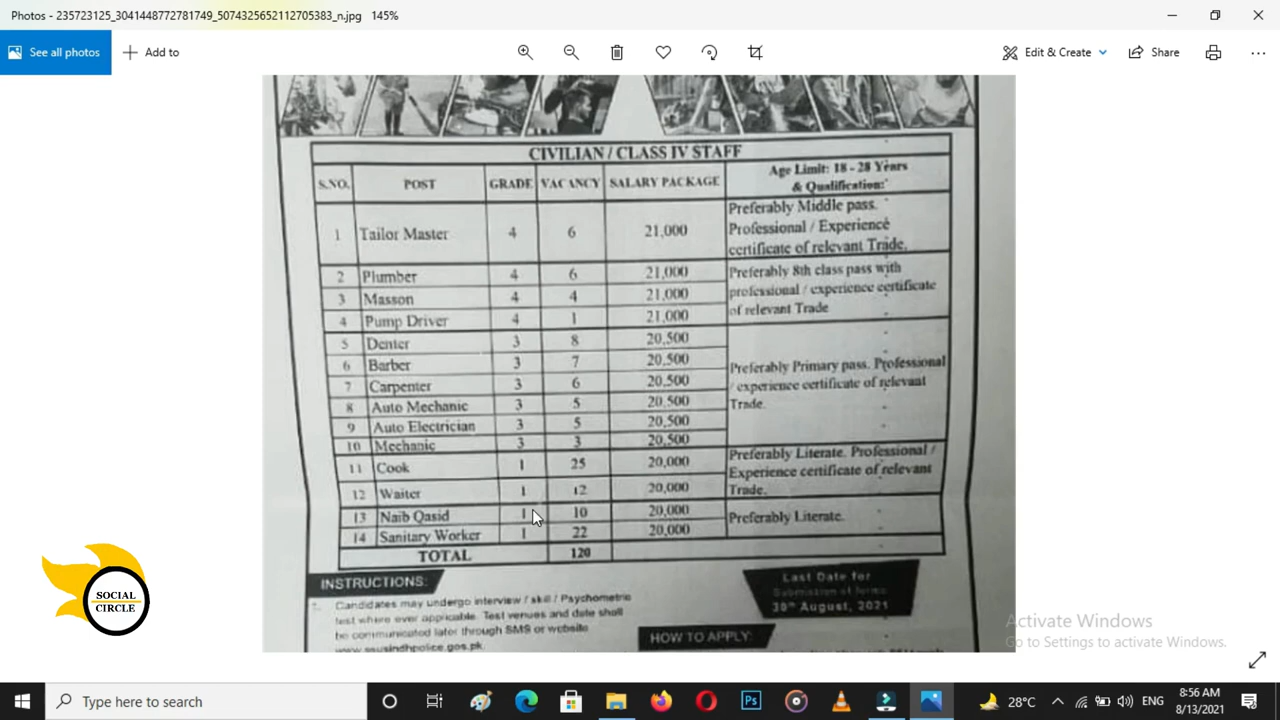 Photos - 235723125_3041448772781749_5074325652112705383_n.jpg 145%
See all photos
Add to
Edit & Create
Share
CIVILIAN / CLASS IV STAFF
S.NO. POST GRADE VACANCY SALARY PACKAGE Age Limit: 18 - 28 Years
& Qualification:
1 Tailor Master 4 6 21,000 Preferably Middle pass.
Professional / Experience
certificate of relevant Trade.
2 Plumber 4 6 21,000 Preferably 8th class pass with
3 Masson 4 4 21,000 professional / experience certificate
4 Pump Driver 4 1 21,000 of relevant Trade
5 Denter 3 8 20,500
6 Barber 3 7 20,500 Preferably Primary pass. Professional
7 Carpenter 3 6 20,500 / experience certificate of relevant
8 Auto Mechanic 3 5 20,500 Trade.
9 Auto Electrician 3 5 20,500
10 Mechanic 3 3 20,500
11 Cook 1 25 20,000 Preferably Literate. Professional /
Experience certificate of relevant
12 Waiter 1 12 20,000 Trade.
13 Naib Qasid 1 10 20,000 Preferably Literate.
14 Sanitary Worker 1 22 20,000
TOTAL 120
INSTRUCTIONS:
1. Candidates may undergo interview / skill / Psychometric
test where ever applicable. Test venues and date shall
be communicated later through SMS or website
www.ssusindhpolice.gos.pk.
Last Date for
Submission of forms
30th August, 2021
HOW TO APPLY:
SOCIAL
CIRCLE
Activate Windows
Go to Settings to activate Windows.
Type here to search
28°C
ENG
8:56 AM
8/13/2021